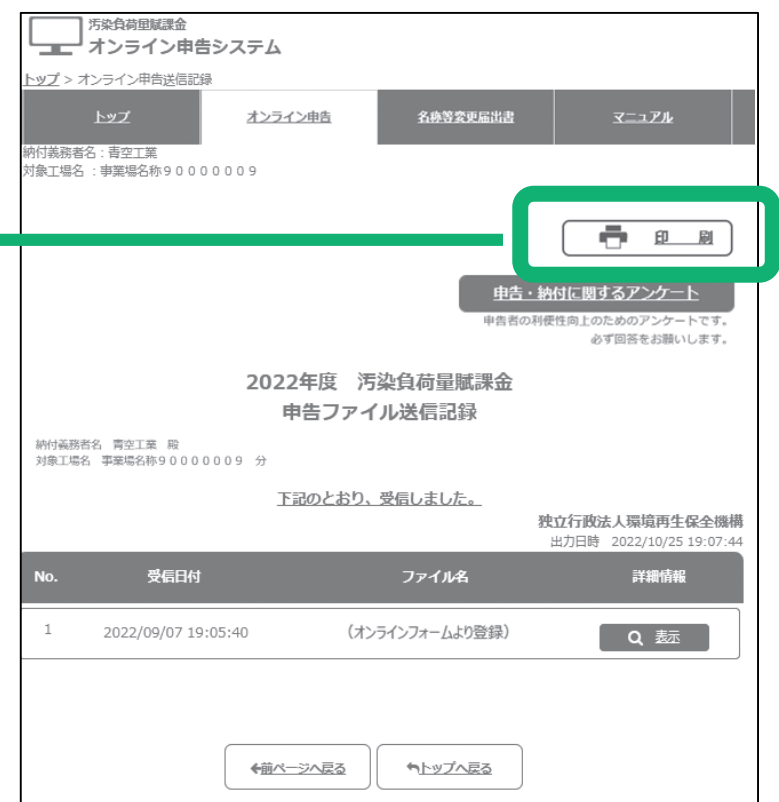 汚染負荷量賦課金
オンライン申告システム
トップ > オンライン申告送信記録
トップ オンライン申告 名称等変更届出書 マニュアル
納付義務者名：青空工業
対象工場名 ：事業場名称９０００００００９
印 刷
申告・納付に関するアンケート
申告者の利便性向上のためのアンケートです。
必ず回答をお願いします。
2022年度 汚染負荷量賦課金
申告ファイル送信記録
納付義務者名 青空工業 殿
対象工場名 事業場名称９０００００００９ 分
下記のとおり、受信しました。
独立行政法人環境再生保全機構
出力日時 2022/10/25 19:07:44
No. 受信日付 ファイル名 詳細情報
1 2022/09/07 19:05:40 （オンラインフォームより登録） 表示
前ページへ戻る トップへ戻る